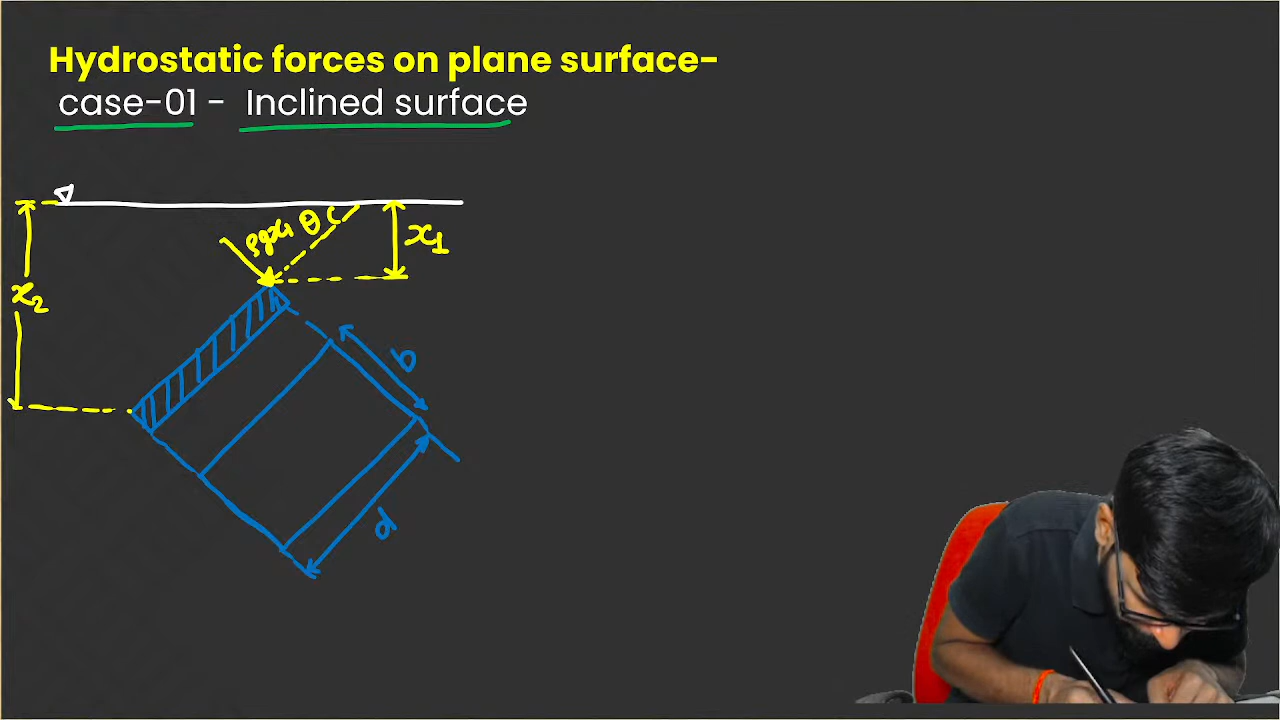 Hydrostatic forces on plane surface-
case-01 - Inclined surface
ρgx₁ θ
x₁
x₂
b
d